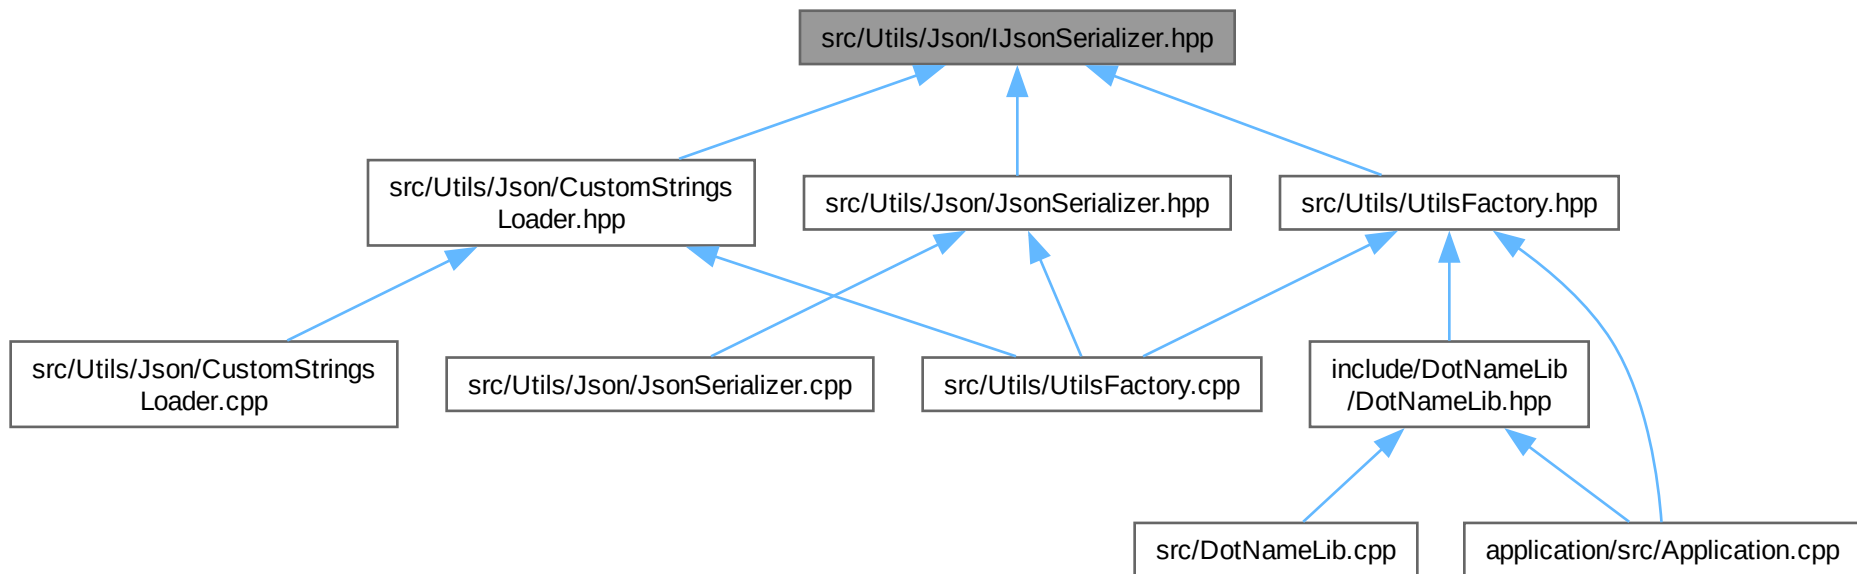 src/Utils/Json/IJsonSerializer.hpp
src/Utils/Json/CustomStrings
Loader.hpp
src/Utils/Json/JsonSerializer.hpp
src/Utils/UtilsFactory.hpp
src/Utils/Json/CustomStrings
Loader.cpp
src/Utils/Json/JsonSerializer.cpp
src/Utils/UtilsFactory.cpp
include/DotNameLib
/DotNameLib.hpp
src/DotNameLib.cpp
application/src/Application.cpp